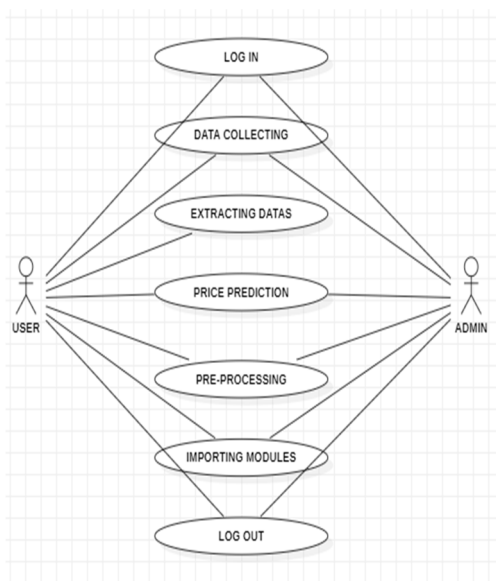 LOG IN
DATA COLLECTING
EXTRACTING DATAS
PRICE PREDICTION
USER
ADMIN
PRE-PROCESSING
IMPORTING MODULES
LOG OUT